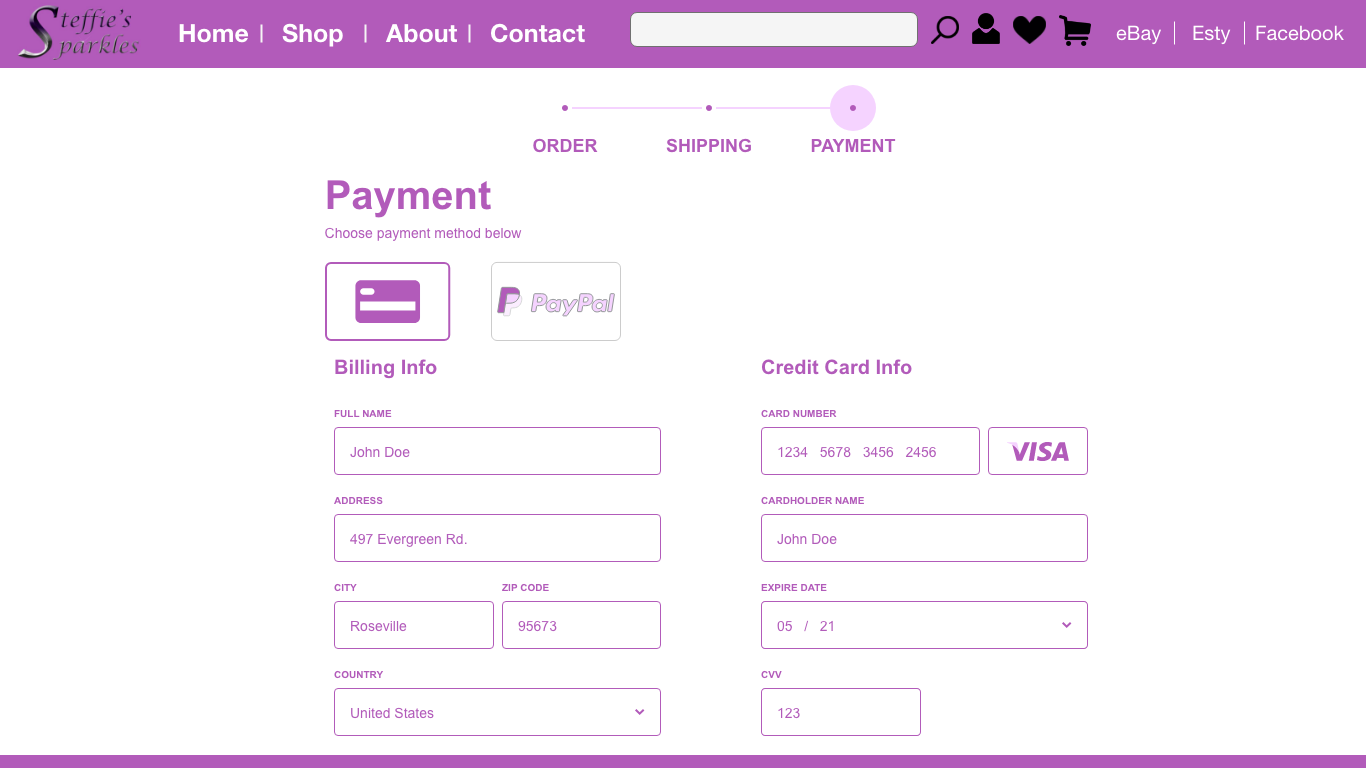 Steffie's
Sparkles
Home | Shop | About | Contact
eBay | Esty | Facebook
ORDER SHIPPING PAYMENT
Payment
Choose payment method below
P PayPal
Billing Info
FULL NAME
John Doe
ADDRESS
497 Evergreen Rd.
CITY ZIP CODE
Roseville 95673
COUNTRY
United States
Credit Card Info
CARD NUMBER
1234 5678 3456 2456 VISA
CARDHOLDER NAME
John Doe
EXPIRE DATE
05 / 21
CVV
123